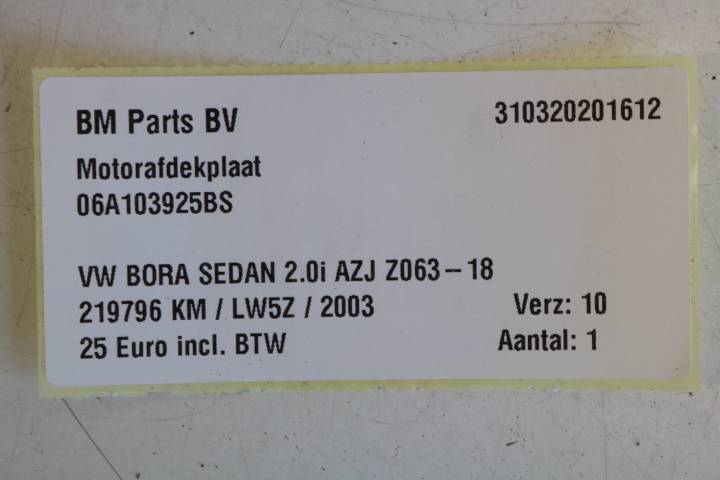 BM Parts BV 310320201612
Motorafdekplaat
06A103925BS
VW BORA SEDAN 2.0i AZJ Z063-18
219796 KM / LW5Z / 2003 Verz: 10
25 Euro incl. BTW Aantal: 1